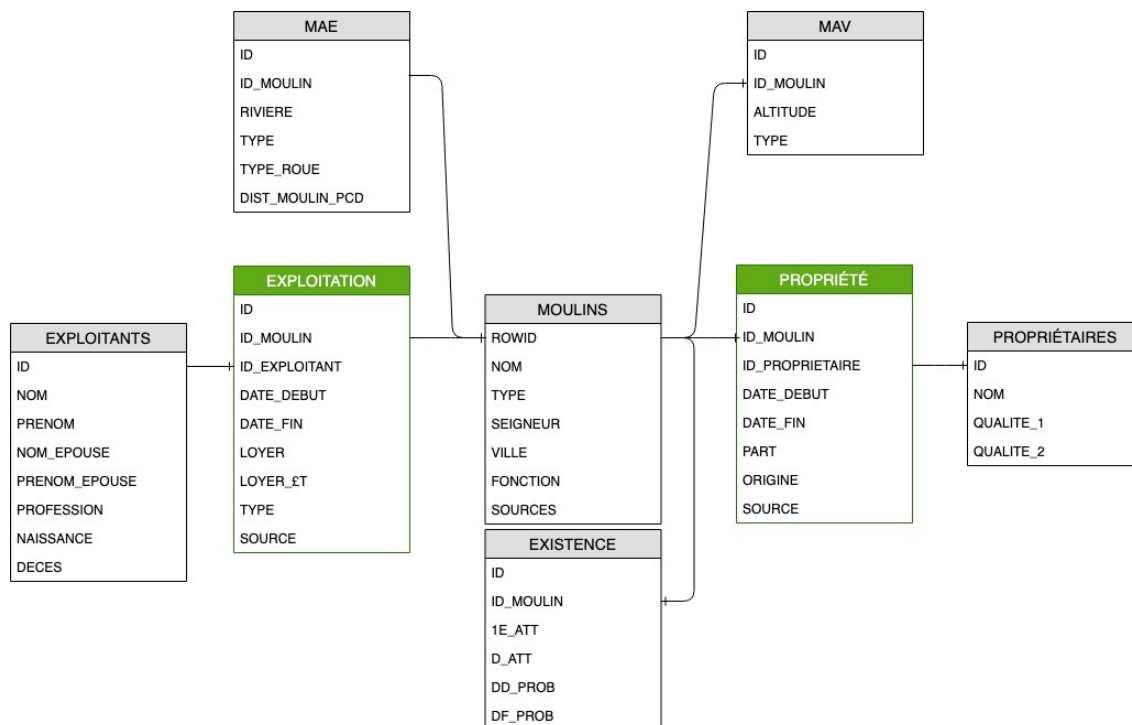 MAE
ID
ID_MOULIN
RIVIERE
TYPE
TYPE_ROUE
DIST_MOULIN_PCD
MAV
ID
ID_MOULIN
ALTITUDE
TYPE
EXPLOITANTS
ID
NOM
PRENOM
NOM_EPOUSE
PRENOM_EPOUSE
PROFESSION
NAISSANCE
DECES
EXPLOITATION
ID
ID_MOULIN
ID_EXPLOITANT
DATE_DEBUT
DATE_FIN
LOYER
LOYER_£T
TYPE
SOURCE
MOULINS
ROWID
NOM
TYPE
SEIGNEUR
VILLE
FONCTION
SOURCES
EXISTENCE
ID
ID_MOULIN
1E_ATT
D_ATT
DD_PROB
DF_PROB
PROPRIÉTÉ
ID
ID_MOULIN
ID_PROPRIETAIRE
DATE_DEBUT
DATE_FIN
PART
ORIGINE
SOURCE
PROPRIÉTAIRES
ID
NOM
QUALITE_1
QUALITE_2